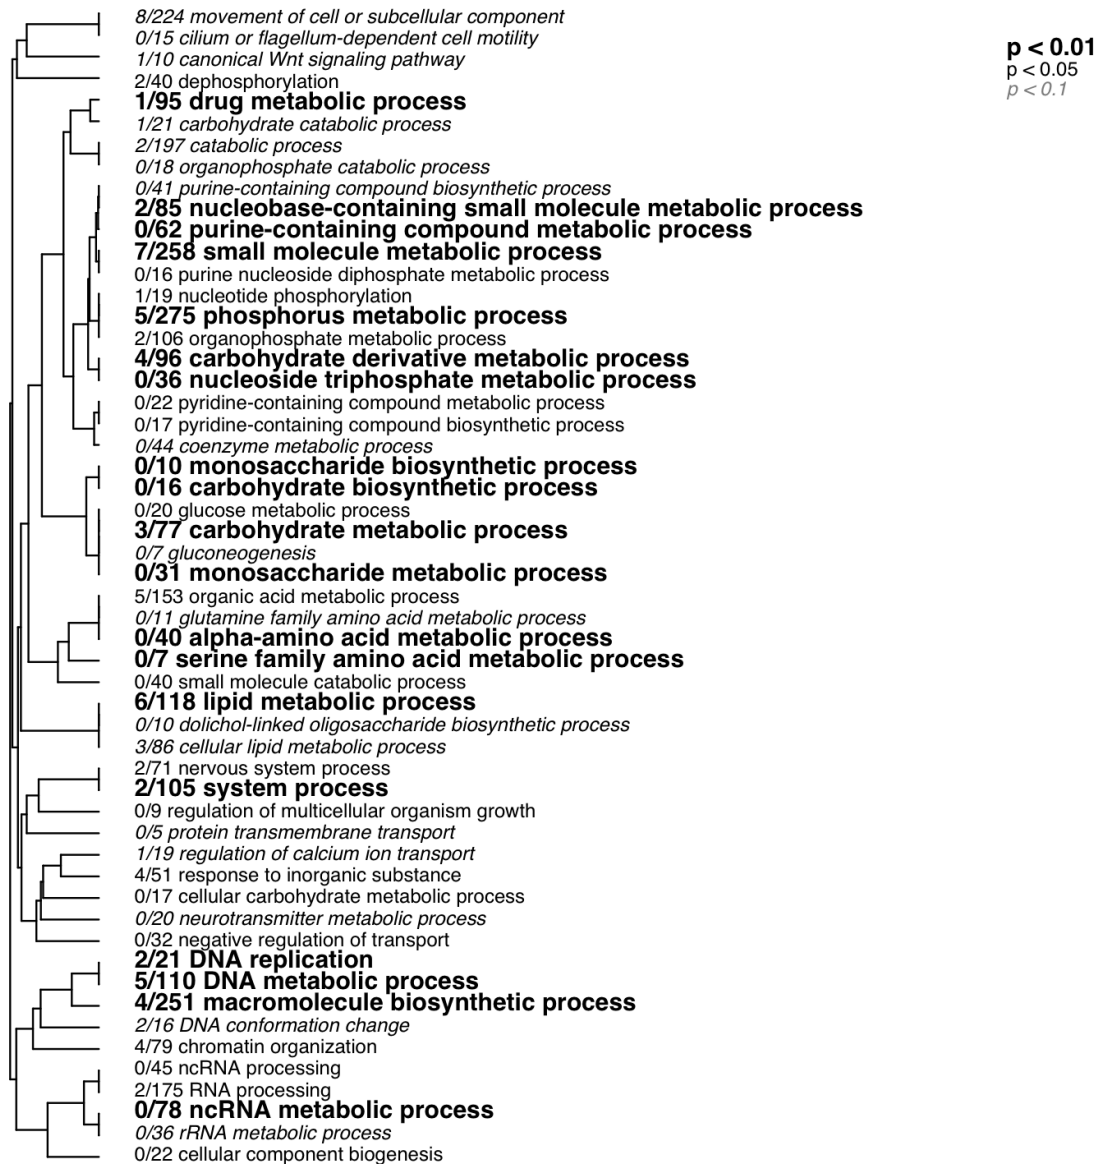 8/224 movement of cell or subcellular component
0/15 cilium or flagellum-dependent cell motility
1/10 canonical Wnt signaling pathway
2/40 dephosphorylation
1/95 drug metabolic process
1/21 carbohydrate catabolic process
2/197 catabolic process
0/18 organophosphate catabolic process
0/41 purine-containing compound biosynthetic process
2/85 nucleobase-containing small molecule metabolic process
0/62 purine-containing compound metabolic process
7/258 small molecule metabolic process
0/16 purine nucleoside diphosphate metabolic process
1/19 nucleotide phosphorylation
5/275 phosphorus metabolic process
2/106 organophosphate metabolic process
4/96 carbohydrate derivative metabolic process
0/36 nucleoside triphosphate metabolic process
0/22 pyridine-containing compound metabolic process
0/17 pyridine-containing compound biosynthetic process
0/44 coenzyme metabolic process
0/10 monosaccharide biosynthetic process
0/16 carbohydrate biosynthetic process
0/20 glucose metabolic process
3/77 carbohydrate metabolic process
0/7 gluconeogenesis
0/31 monosaccharide metabolic process
5/153 organic acid metabolic process
0/11 glutamine family amino acid metabolic process
0/40 alpha-amino acid metabolic process
0/7 serine family amino acid metabolic process
0/40 small molecule catabolic process
6/118 lipid metabolic process
0/10 dolichol-linked oligosaccharide biosynthetic process
3/86 cellular lipid metabolic process
2/71 nervous system process
2/105 system process
0/9 regulation of multicellular organism growth
0/5 protein transmembrane transport
1/19 regulation of calcium ion transport
4/51 response to inorganic substance
0/17 cellular carbohydrate metabolic process
0/20 neurotransmitter metabolic process
0/32 negative regulation of transport
2/21 DNA replication
5/110 DNA metabolic process
4/251 macromolecule biosynthetic process
2/16 DNA conformation change
4/79 chromatin organization
0/45 ncRNA processing
2/175 RNA processing
0/78 ncRNA metabolic process
0/36 rRNA metabolic process
0/22 cellular component biogenesis
p < 0.01
p < 0.05
p < 0.1